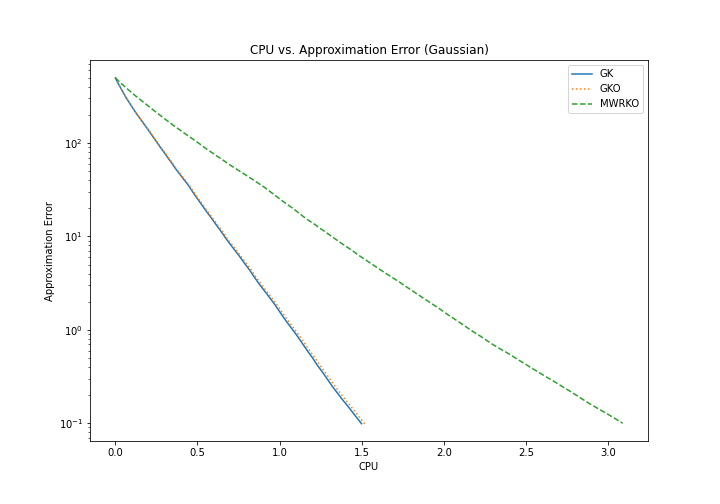 CPU vs. Approximation Error (Gaussian)
GK
GKO
MWRKO
Approximation Error
10²
10¹
10⁰
10⁻¹
0.0 0.5 1.0 1.5 2.0 2.5 3.0
CPU